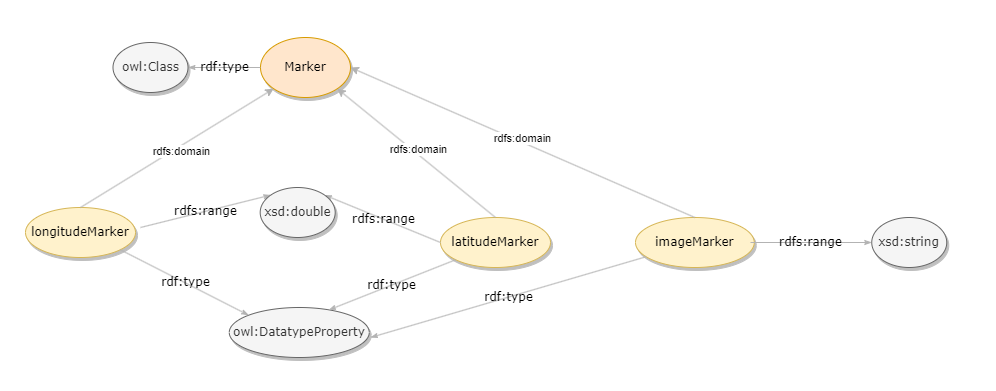 owl:Class
rdf:type
Marker
rdfs:domain
rdfs:domain
rdfs:domain
longitudeMarker
rdfs:range
xsd:double
rdfs:range
latitudeMarker
imageMarker
rdfs:range
xsd:string
rdf:type
rdf:type
rdf:type
owl:DatatypeProperty